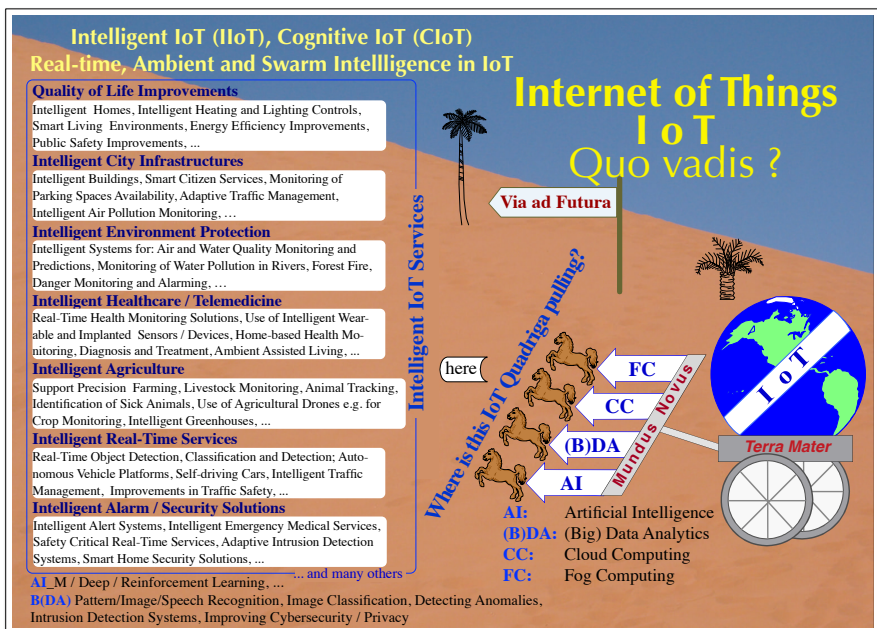 Intelligent IoT (IIoT), Cognitive IoT (CIoT)
Real-time, Ambient and Swarm Intellligence in IoT
Quality of Life Improvements
Intelligent Homes, Intelligent Heating and Lighting Controls,
Smart Living Environments, Energy Efficiency Improvements,
Public Safety Improvements, ...
Intelligent City Infrastructures
Intelligent Buildings, Smart Citizen Services, Monitoring of
Parking Spaces Availability, Adaptive Traffic Management,
Intelligent Air Pollution Monitoring, …
Intelligent Environment Protection
Intelligent Systems for: Air and Water Quality Monitoring and
Predictions, Monitoring of Water Pollution in Rivers, Forest Fire,
Danger Monitoring and Alarming, …
Intelligent Healthcare / Telemedicine
Real-Time Health Monitoring Solutions, Use of Intelligent Wear-
able and Implanted Sensors / Devices, Home-based Health Mo-
nitoring, Diagnosis and Treatment, Ambient Assisted Living, ...
Intelligent Agriculture
Support Precision Farming, Livestock Monitoring, Animal Tracking,
Identification of Sick Animals, Use of Agricultural Drones e.g. for
Crop Monitoring, Intelligent Greenhouses, ...
Intelligent Real-Time Services
Real-Time Object Detection, Classification and Detection; Auto-
nomous Vehicle Platforms, Self-driving Cars, Intelligent Traffic
Management, Improvements in Traffic Safety, ...
Intelligent Alarm / Security Solutions
Intelligent Alert Systems, Intelligent Emergency Medical Services,
Safety Critical Real-Time Services, Adaptive Intrusion Detection
Systems, Smart Home Security Solutions, ...
... and many others
AI_M / Deep / Reinforcement Learning, ...
B(DA) Pattern/Image/Speech Recognition, Image Classification, Detecting Anomalies,
Intrusion Detection Systems, Improving Cybersecurity / Privacy
Intelligent IoT Services
Internet of Things
I o T
Quo vadis ?
Via ad Futura
Where is this IoT Quadriga pulling?
here
FC
CC
(B)DA
AI
Mundus Novus
I o T
Terra Mater
AI: Artificial Intelligence
(B)DA: (Big) Data Analytics
CC: Cloud Computing
FC: Fog Computing